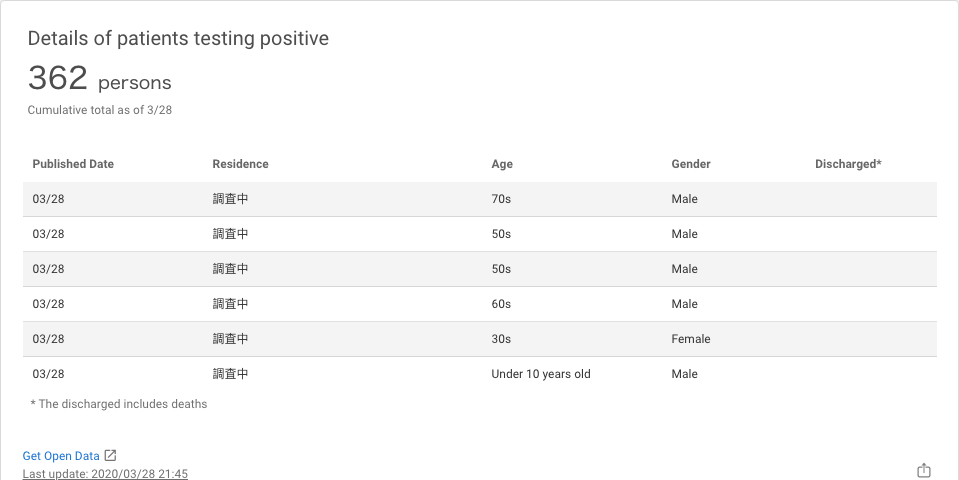 Details of patients testing positive
362 persons
Cumulative total as of 3/28
Published Date Residence Age Gender Discharged*
03/28 調査中 70s Male
03/28 調査中 50s Male
03/28 調査中 50s Male
03/28 調査中 60s Male
03/28 調査中 30s Female
03/28 調査中 Under 10 years old Male
* The discharged includes deaths
Get Open Data
Last update: 2020/03/28 21:45